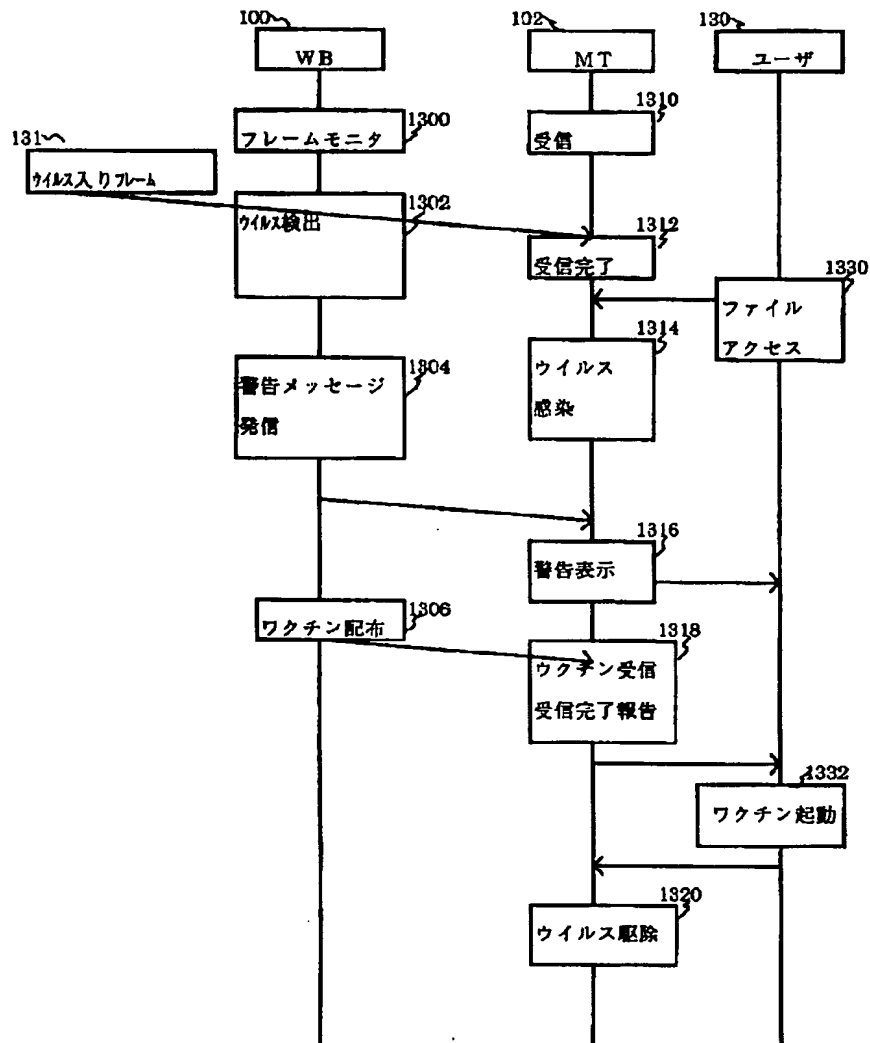 100
102
130
WB
MT
ユーザ
1300
フレームモニタ
1310
受信
131
ウイルス入りフレーム
1302
ウイルス検出
1312
受信完了
1330
ファイル
アクセス
1314
ウイルス
感染
1304
警告メッセージ
発信
1316
警告表示
1306
ワクチン配布
1318
ウクチン受信
受信完了報告
1332
ワクチン起動
1320
ウイルス駆除